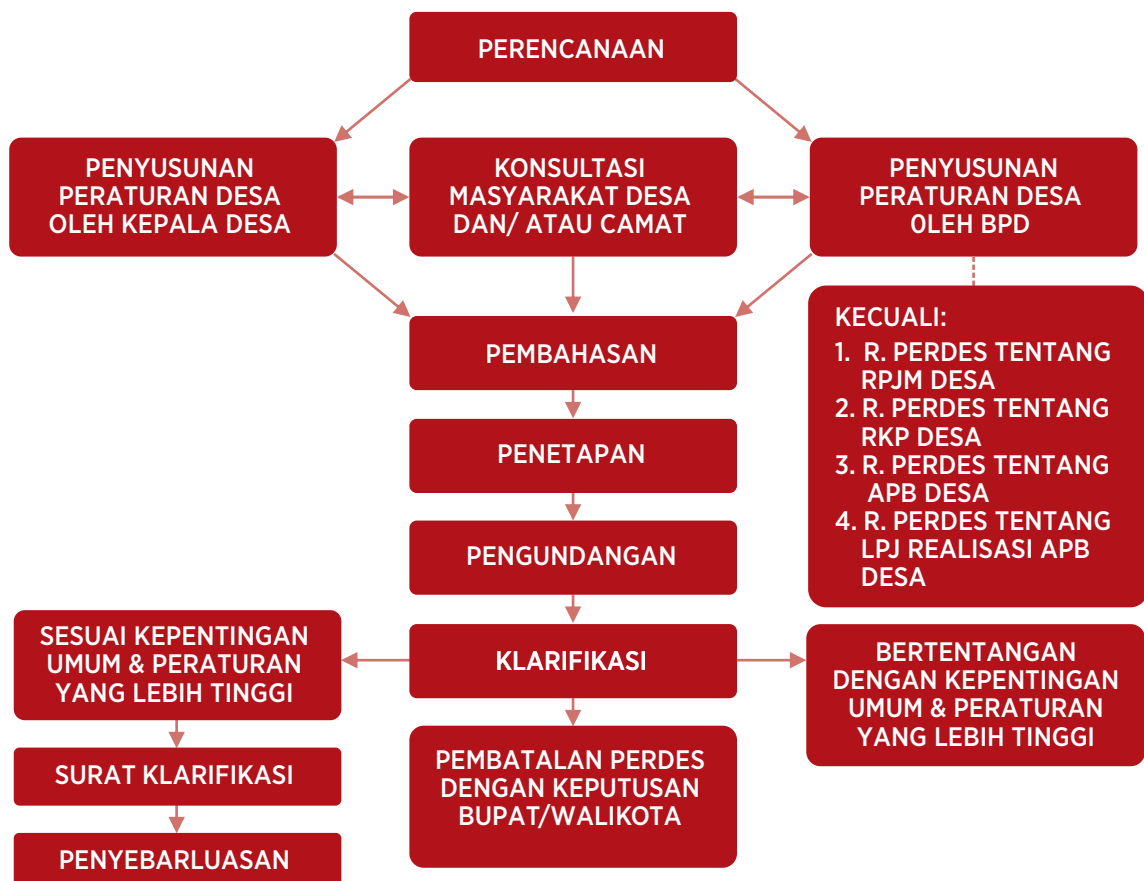 PERENCANAAN
PENYUSUNAN
PERATURAN DESA
OLEH KEPALA DESA
KONSULTASI
MASYARAKAT DESA
DAN/ ATAU CAMAT
PENYUSUNAN
PERATURAN DESA
0LEH BPD
KECUALI:
1. R. PERDES TENTANG
RPJM DESA
2. R. PERDES TENTANG
RKP DESA
3. R. PERDES TENTANG
APB DESA
4. R. PERDES TENTANG
LPJ REALISASI APB
DESA
PEMBAHASAN
PENETAPAN
PENGUNDANGAN
KLARIFIKASI
SESUAI KEPENTINGAN
UMUM & PERATURAN
YANG LEBIH TINGGI
BERTENTANGAN
DENGAN KEPENTINGAN
UMUM & PERATURAN
YANG LEBIH TINGGI
SURAT KLARIFIKASI
PEMBATALAN PERDES
DENGAN KEPUTUSAN
BUPAT/WALIKOTA
PENYEBARLUASAN